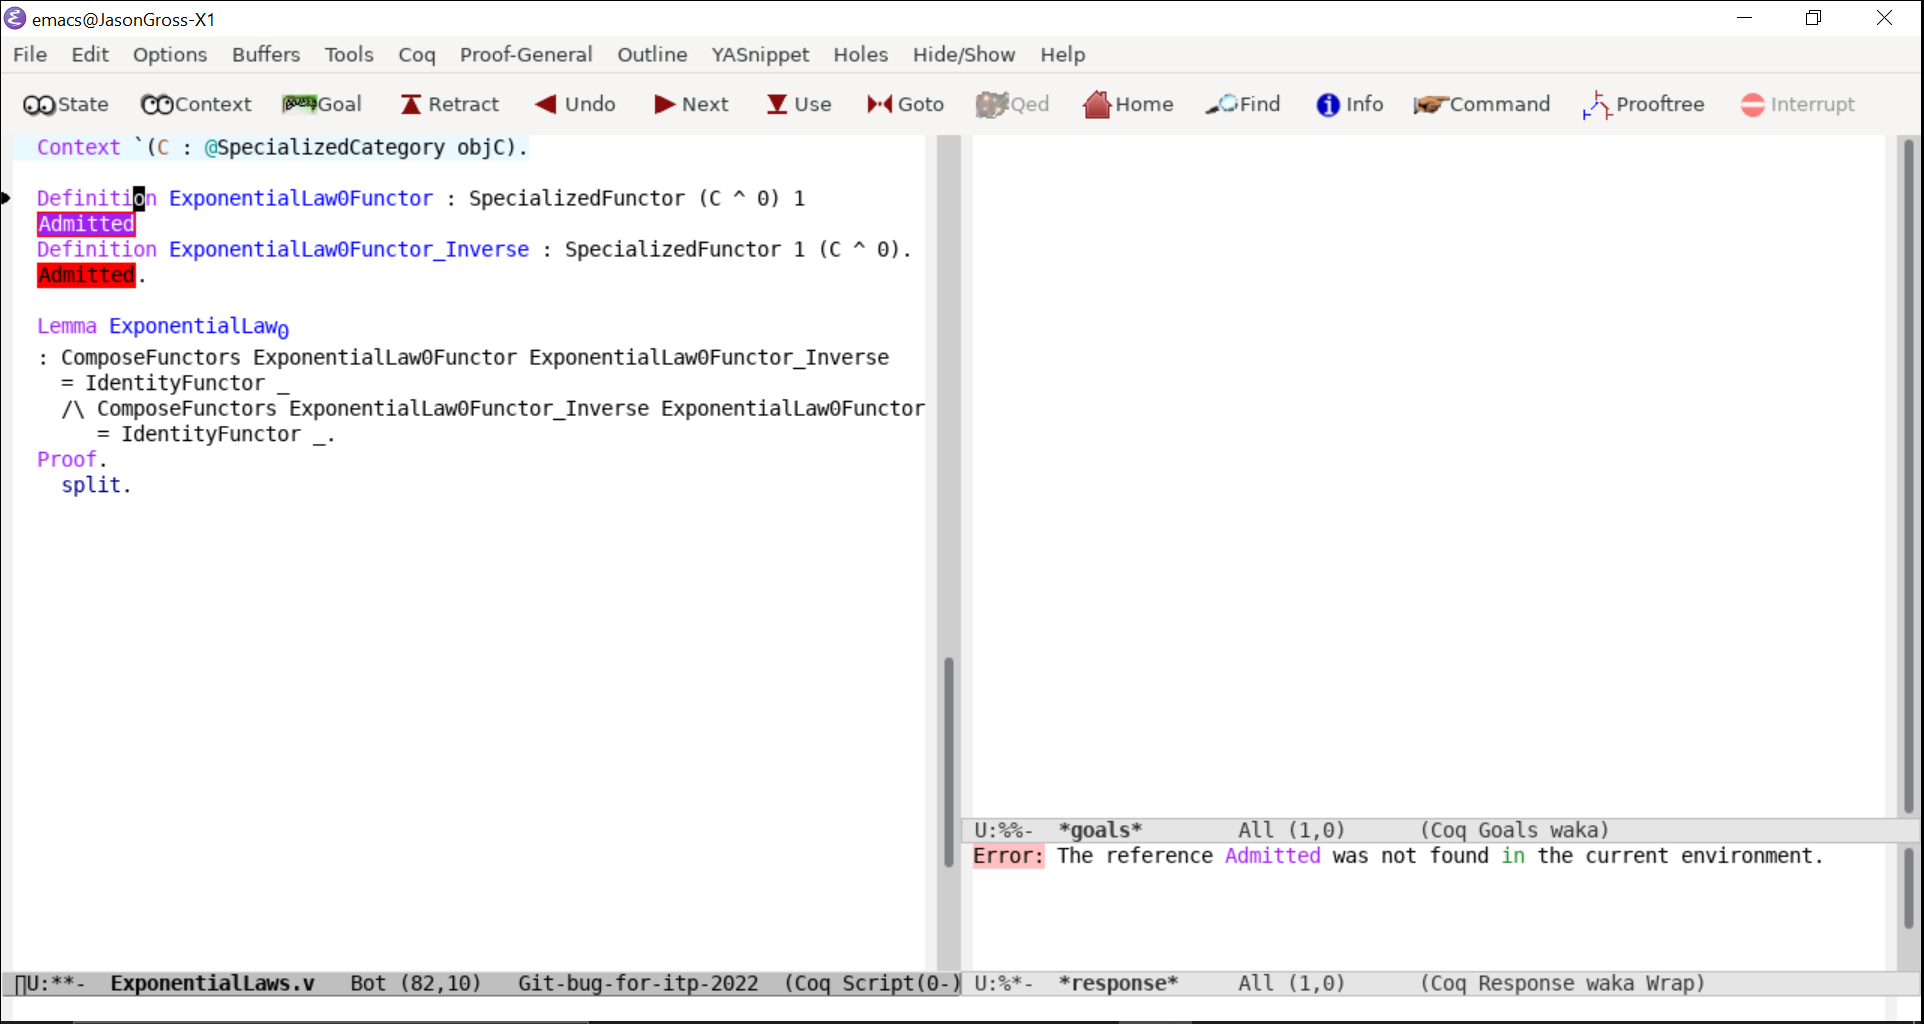 emacs@JasonGross-X1
File Edit Options Buffers Tools Coq Proof-General Outline YASnippet Holes Hide/Show Help
State Context Goal Retract Undo Next Use Goto Qed Home Find Info Command Prooftree Interrupt
Context `(C : @SpecializedCategory objC).
Definition ExponentialLaw0Functor : SpecializedFunctor (C ^ 0) 1
Admitted
Definition ExponentialLaw0Functor_Inverse : SpecializedFunctor 1 (C ^ 0).
Admitted.
Lemma ExponentialLaw0
: ComposeFunctors ExponentialLaw0Functor ExponentialLaw0Functor_Inverse
= IdentityFunctor _
/\ ComposeFunctors ExponentialLaw0Functor_Inverse ExponentialLaw0Functor
= IdentityFunctor _.
Proof.
split.
U:**- ExponentialLaws.v Bot (82,10) Git-bug-for-itp-2022 (Coq Script(0-)
U:%%- *goals* All (1,0) (Coq Goals waka)
Error: The reference Admitted was not found in the current environment.
U:%*- *response* All (1,0) (Coq Response waka Wrap)